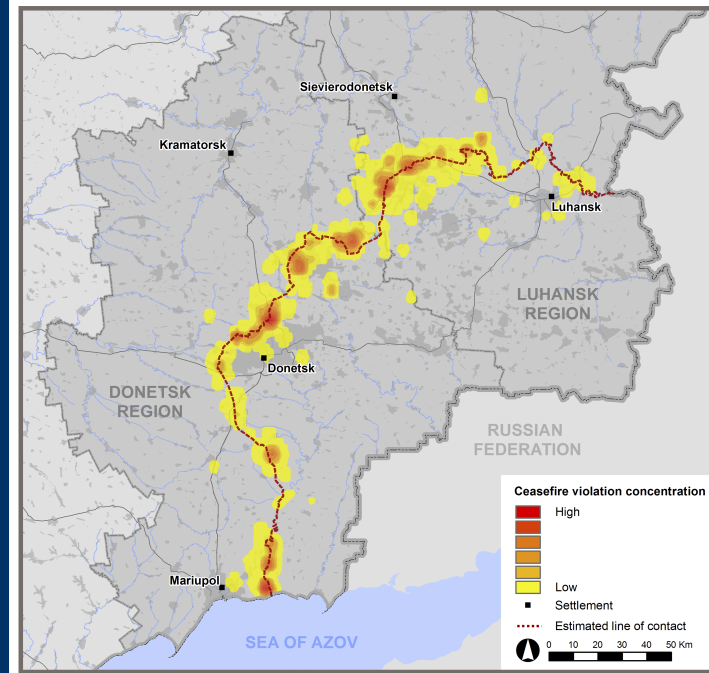 Sievierodonetsk
Kramatorsk
Luhansk
LUHANSK
REGION
Donetsk
DONETSK
REGION
RUSSIAN
FEDERATION
Mariupol
SEA OF AZOV
Ceasefire violation concentration
High
Low
Settlement
Estimated line of contact
0 10 20 30 40 50 Km